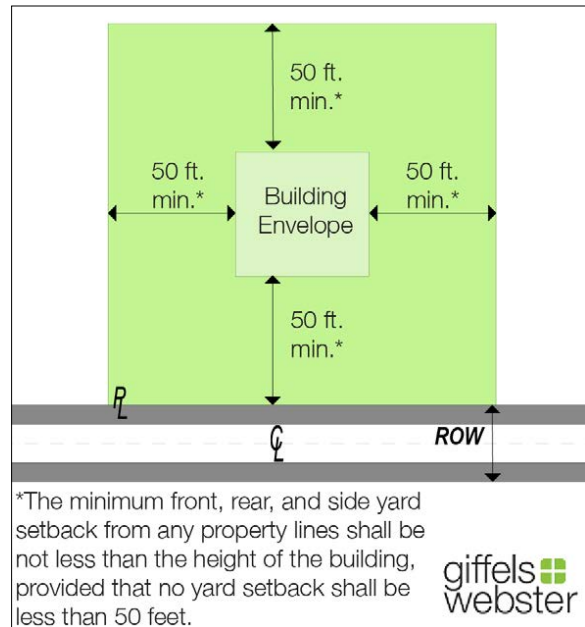 50 ft.
min.*
50 ft.
min.*
Building
Envelope
50 ft.
min.*
50 ft.
min.*
PL
CL
ROW
*The minimum front, rear, and side yard
setback from any property lines shall be
not less than the height of the building,
provided that no yard setback shall be
less than 50 feet.
giffels
webster